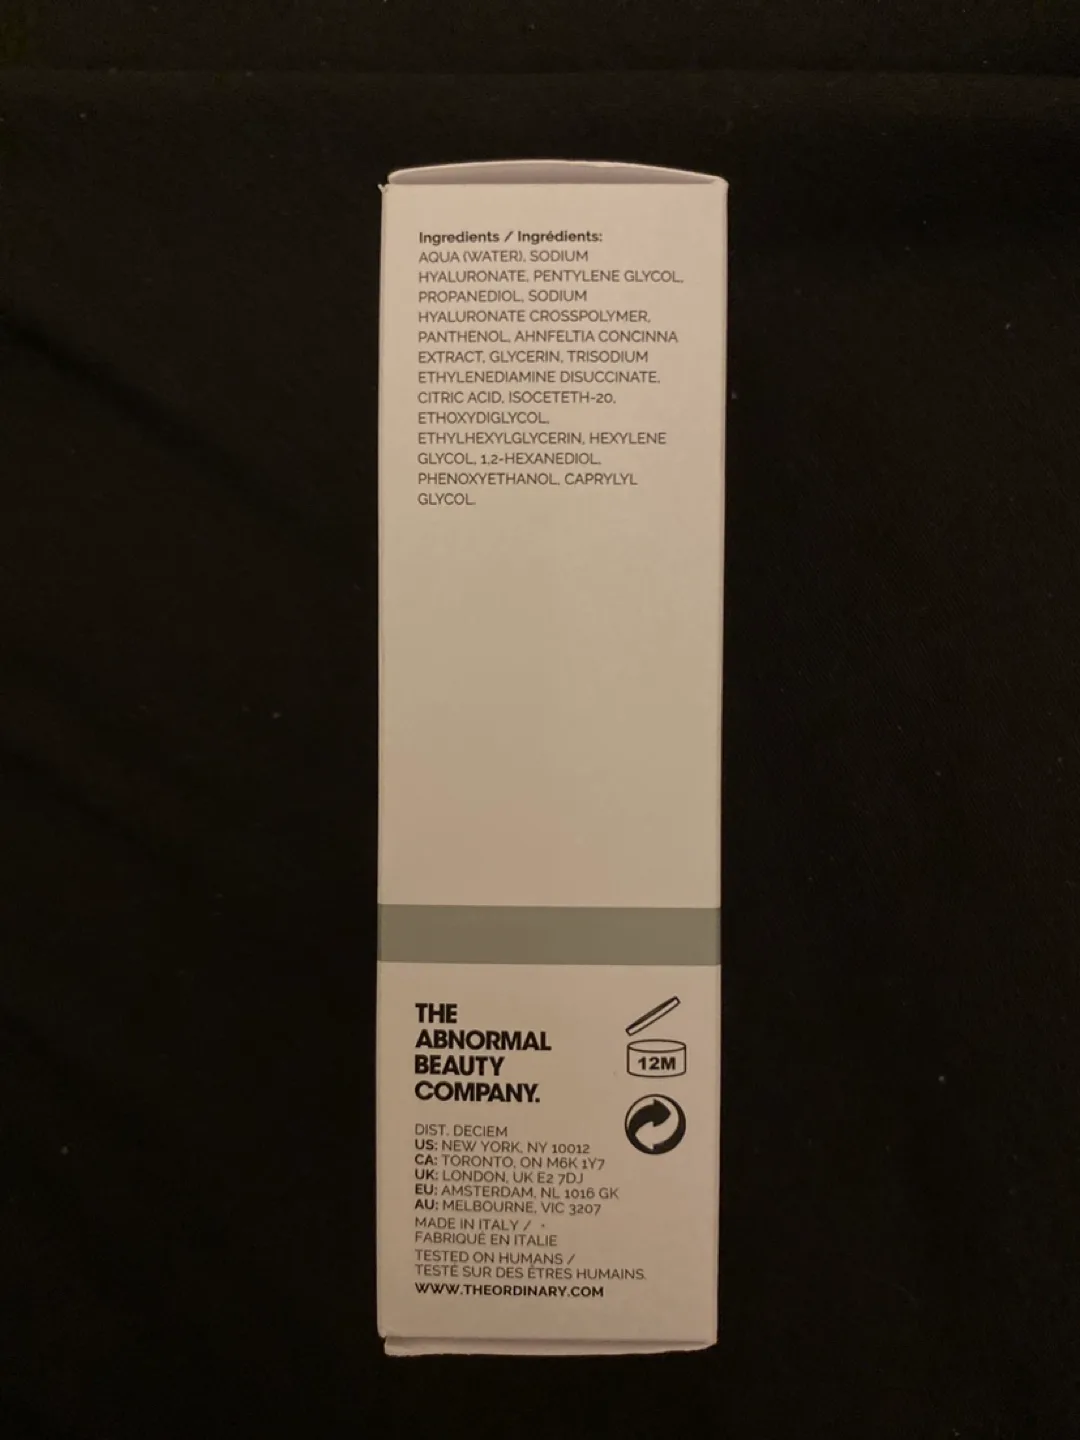 Ingredients / Ingrédients:
AQUA (WATER), SODIUM
HYALURONATE, PENTYLENE GLYCOL,
PROPANEDIOL, SODIUM
HYALURONATE CROSSPOLYMER,
PANTHENOL, AHNFELTIA CONCINNA
EXTRACT, GLYCERIN, TRISODIUM
ETHYLENEDIAMINE DISUCCINATE,
CITRIC ACID, ISOCETETH-20,
ETHOXYDIGLYCOL,
ETHYLHEXYLGLYCERIN, HEXYLENE
GLYCOL, 1,2-HEXANEDIOL,
PHENOXYETHANOL, CAPRYLYL
GLYCOL.
THE
ABNORMAL
BEAUTY
COMPANY.
12M
DIST. DECIEM
US: NEW YORK, NY 10012
CA: TORONTO, ON M6K 1Y7
UK: LONDON, UK E2 7DJ
EU: AMSTERDAM, NL 1016 GK
AU: MELBOURNE, VIC 3207
MADE IN ITALY /
FABRIQUÉ EN ITALIE
TESTED ON HUMANS /
TESTÉ SUR DES ÊTRES HUMAINS.
WWW.THEORDINARY.COM